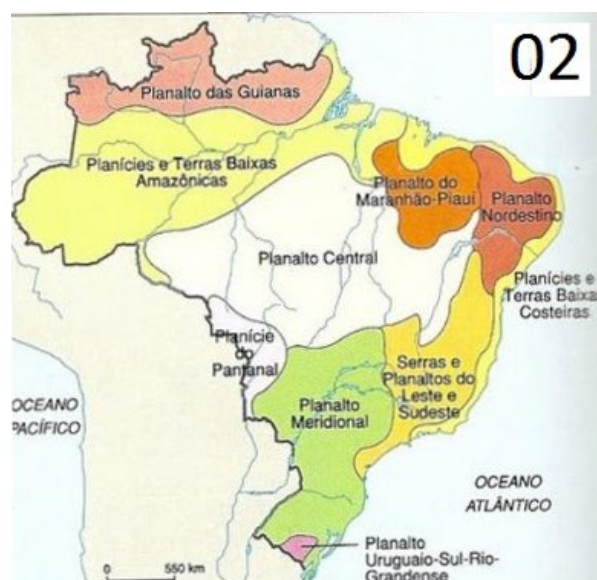 02
Planalto das Guianas
Planícies e Terras Baixas
Amazônicas
Planalto do
Maranhão-Piauí
Planalto
Nordestino
Planalto Central
Planícies e
Terras Baixa
Costeiras
Planície
do
Pantanal
Serras e
Planaltos do
Leste e
Sudeste
Planalto
Meridional
OCEANO
PACÍFICO
OCEANO
ATLÂNTICO
Planalto
Uruguaio-Sul-Rio-
Grandense
0 550 km